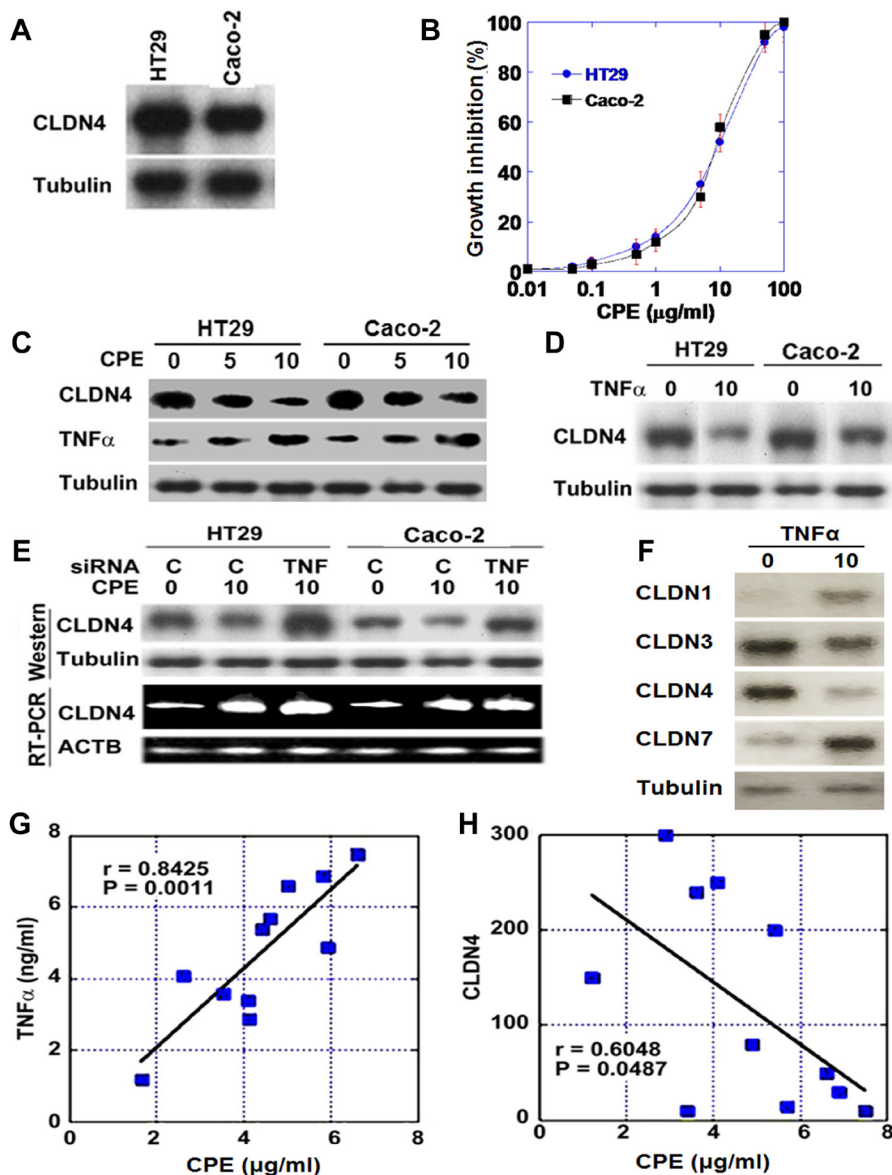 A
HT29
Caco-2
CLDN4
Tubulin
B
Growth inhibition (%)
100
80
60
40
20
0
HT29
Caco-2
0.01 0.1 1 10 100
CPE (µg/ml)
C
HT29 Caco-2
CPE 0 5 10 0 5 10
CLDN4
TNFα
Tubulin
D
HT29 Caco-2
TNFα 0 10 0 10
CLDN4
Tubulin
E
HT29 Caco-2
siRNA C C TNF C C TNF
CPE 0 10 10 0 10 10
Western
CLDN4
Tubulin
RT-PCR
CLDN4
ACTB
F
TNFα
0 10
CLDN1
CLDN3
CLDN4
CLDN7
Tubulin
G
TNFα (ng/ml)
8
6
4
2
0
r = 0.8425
P = 0.0011
0 2 4 6 8
CPE (µg/ml)
H
CLDN4
300
200
100
0
r = 0.6048
P = 0.0487
0 2 4 6 8
CPE (µg/ml)